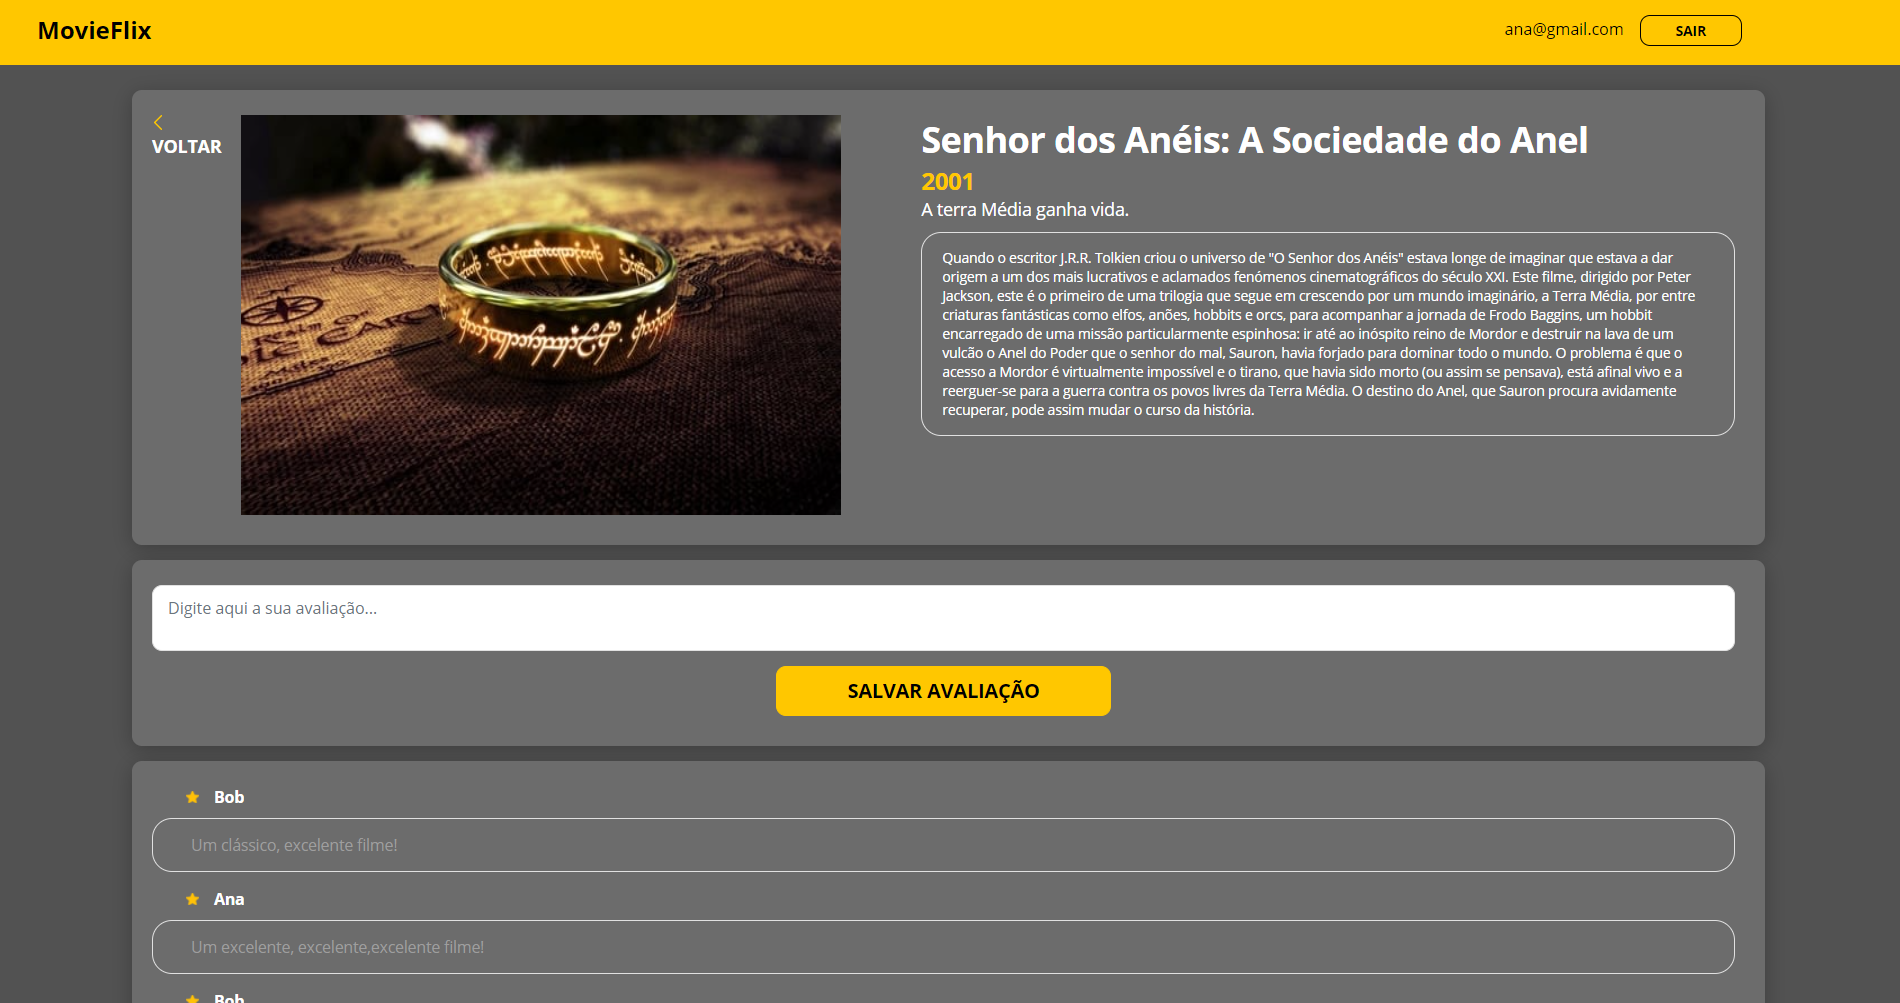 MovieFlix
ana@gmail.com
SAIR
VOLTAR
Senhor dos Anéis: A Sociedade do Anel
2001
A terra Média ganha vida.
Quando o escritor J.R.R. Tolkien criou o universo de "O Senhor dos Anéis" estava longe de imaginar que estava a dar
origem a um dos mais lucrativos e aclamados fenómenos cinematográficos do século XXI. Este filme, dirigido por Peter
Jackson, este é o primeiro de uma trilogia que segue em crescendo por um mundo imaginário, a Terra Média, por entre
criaturas fantásticas como elfos, anões, hobbits e orcs, para acompanhar a jornada de Frodo Baggins, um hobbit
encarregado de uma missão particularmente espinhosa: ir até ao inóspito reino de Mordor e destruir na lava de um
vulcão o Anel do Poder que o senhor do mal, Sauron, havia forjado para dominar todo o mundo. O problema é que o
acesso a Mordor é virtualmente impossível e o tirano, que havia sido morto (ou assim se pensava), está afinal vivo e a
reerguer-se para a guerra contra os povos livres da Terra Média. O destino do Anel, que Sauron procura avidamente
recuperar, pode assim mudar o curso da história.
Digite aqui a sua avaliação...
SALVAR AVALIAÇÃO
Bob
Um clássico, excelente filme!
Ana
Um excelente, excelente,excelente filme!
Bob